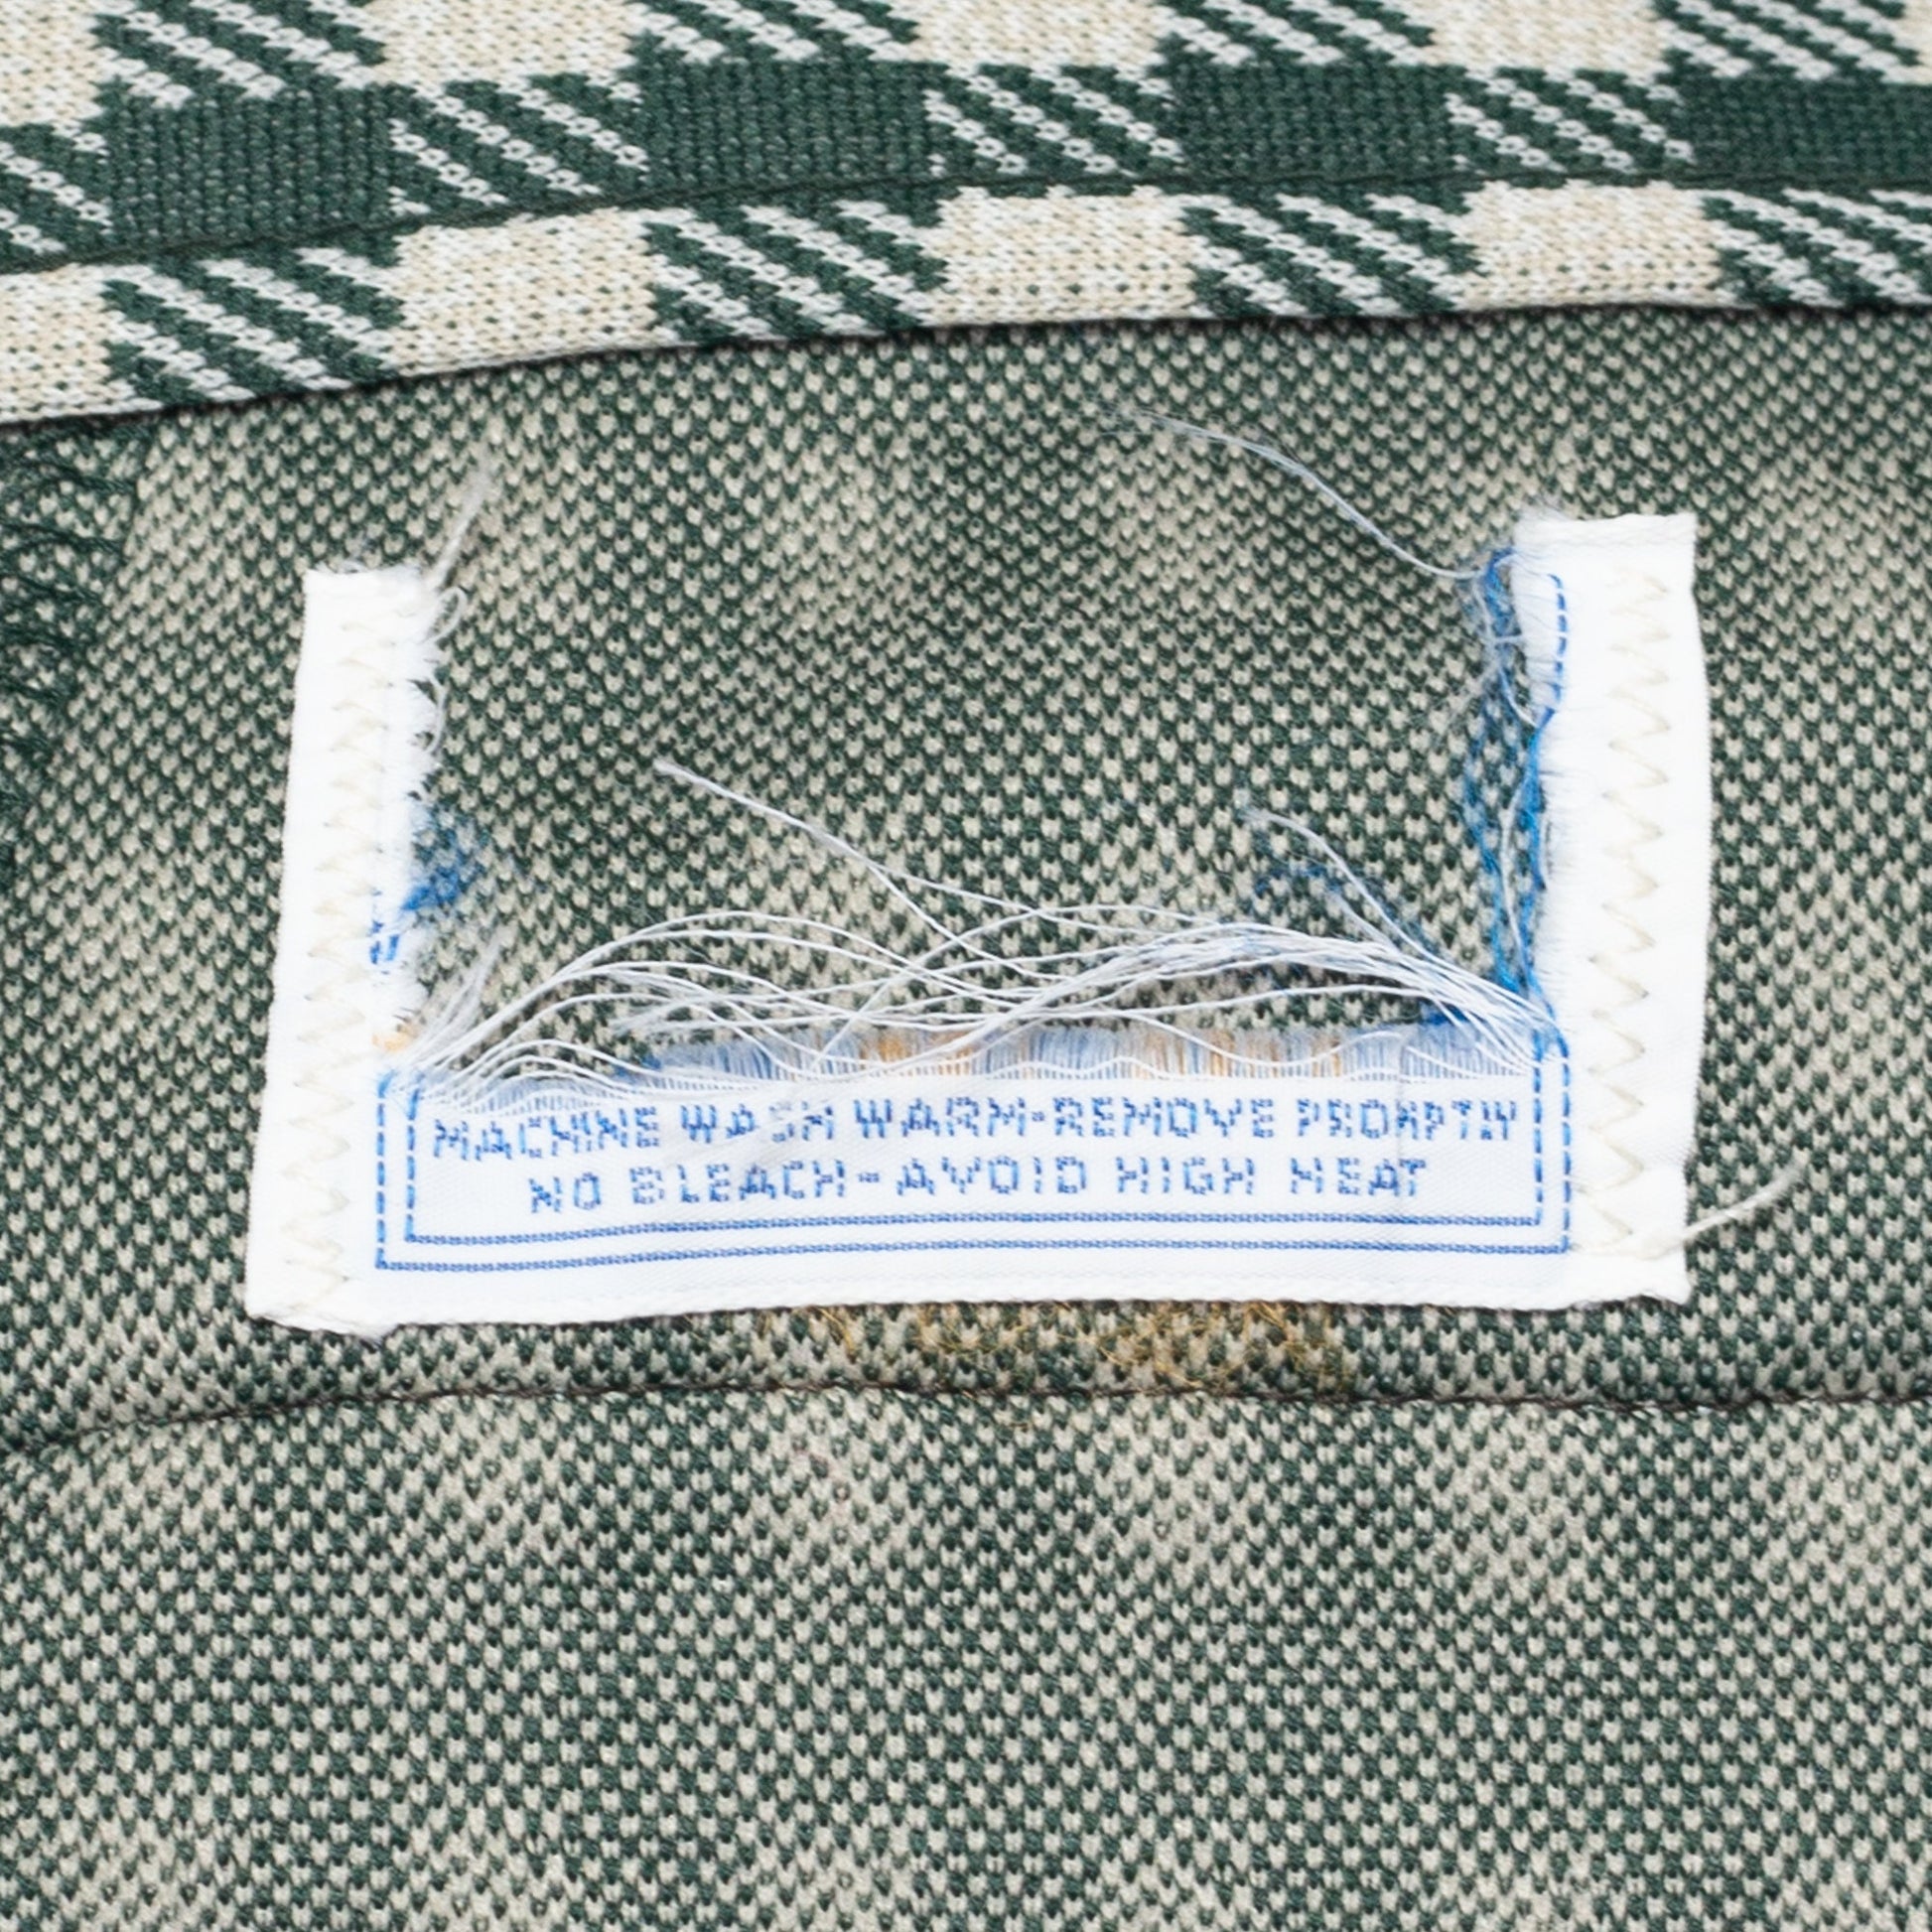 MACHINE WASH WARM-REMOVE PROMPTLY
NO BLEACH-AVOID HIGH HEAT